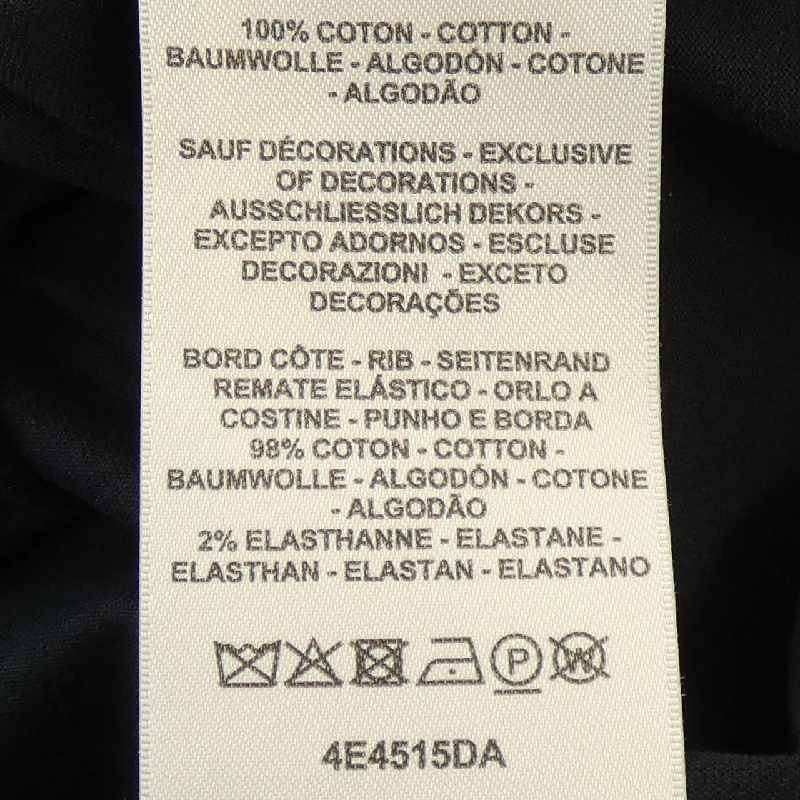 100% COTON - COTTON -
BAUMWOLLE - ALGODÓN - COTONE
- ALGODÃO
SAUF DÉCORATIONS - EXCLUSIVE
OF DECORATIONS -
AUSSCHLIESSLICH DEKORS -
EXCEPTO ADORNOS - ESCLUSE
DECORAZIONI - EXCETO
DECORAÇÕES
BORD CÔTE - RIB - SEITENRAND
REMATE ELÁSTICO - ORLO A
COSTINE - PUNHO E BORDA
98% COTON - COTTON -
BAUMWOLLE - ALGODÓN - COTONE
- ALGODÃO
2% ELASTHANNE - ELASTANE -
ELASTHAN - ELASTAN - ELASTANO
P W
4E4515DA